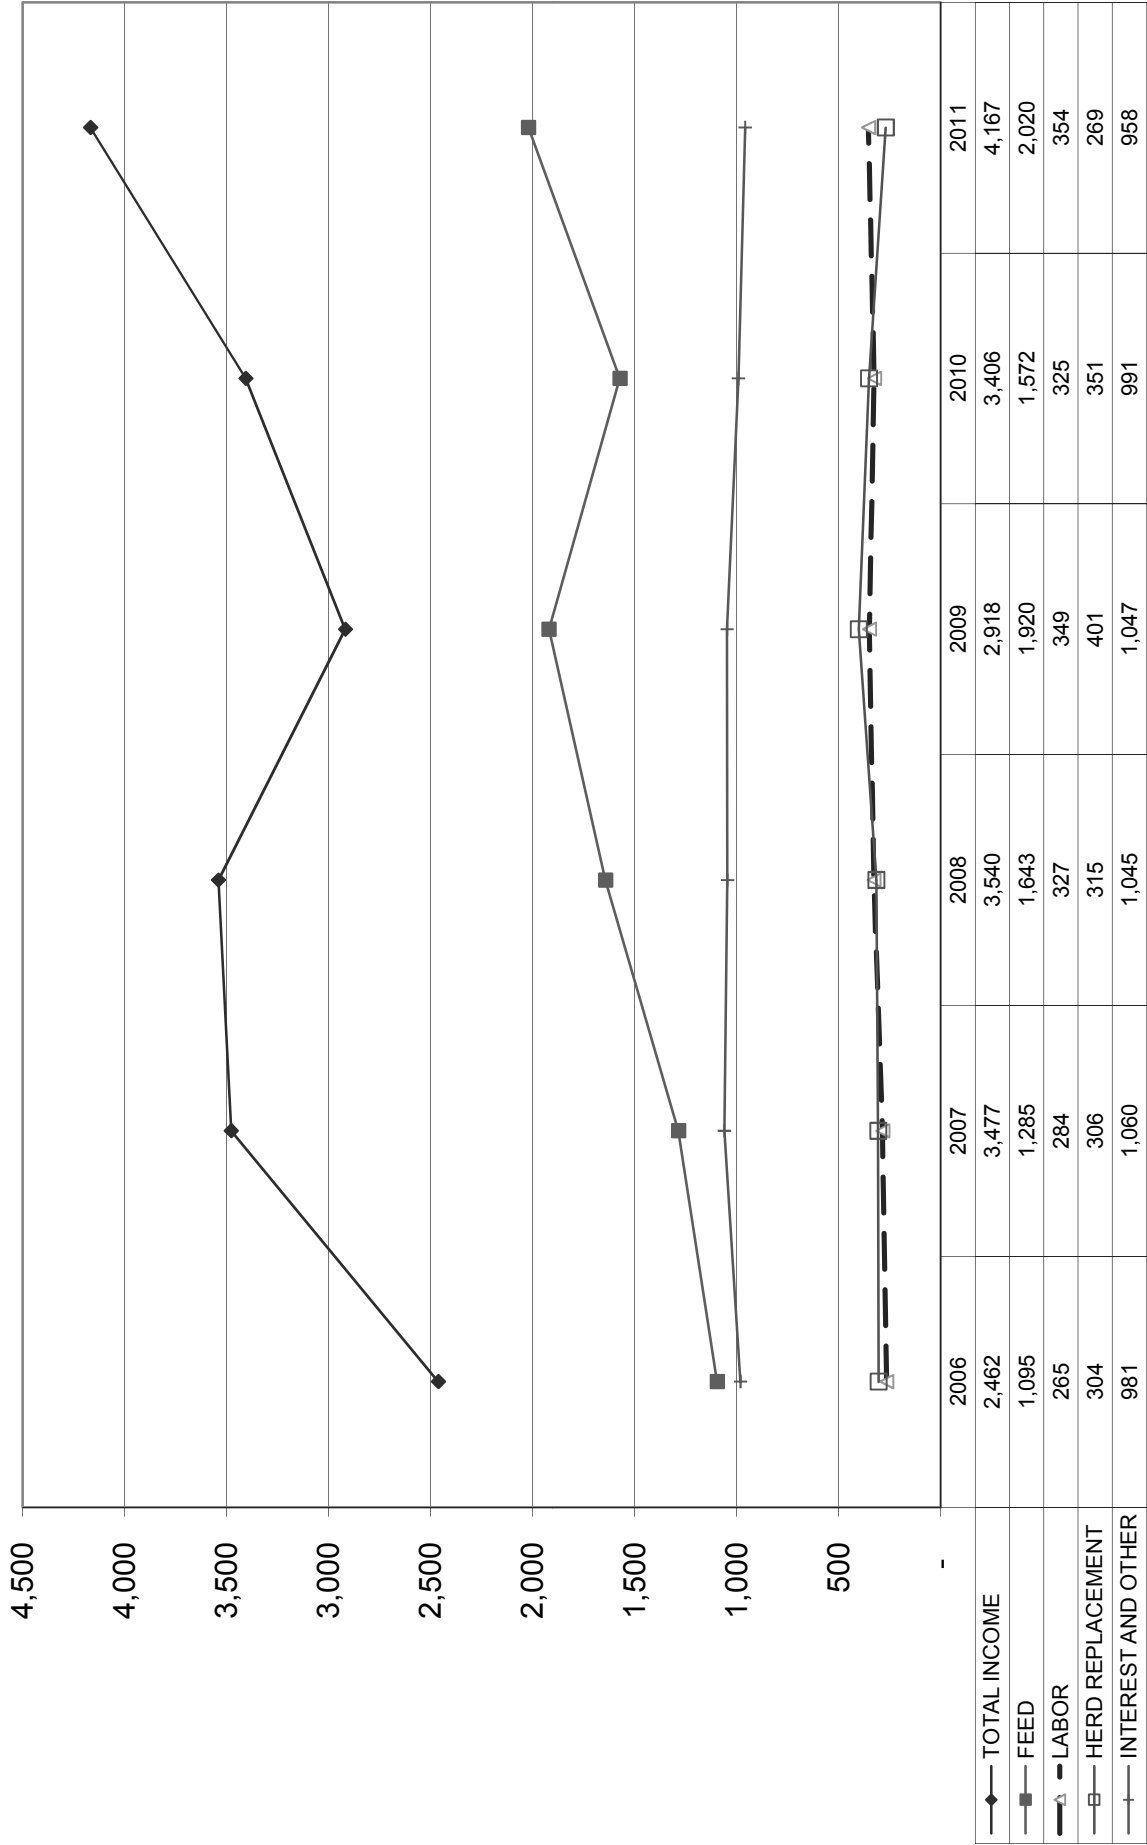 4,500
4,000
3,500
3,000
2,500
2,000
1,500
1,000
500
-
2006 2007 2008 2009 2010 2011
TOTAL INCOME 2,462 3,477 3,540 2,918 3,406 4,167
FEED 1,095 1,285 1,643 1,920 1,572 2,020
LABOR 265 284 327 349 325 354
HERD REPLACEMENT 304 306 315 401 351 269
INTEREST AND OTHER 981 1,060 1,045 1,047 991 958